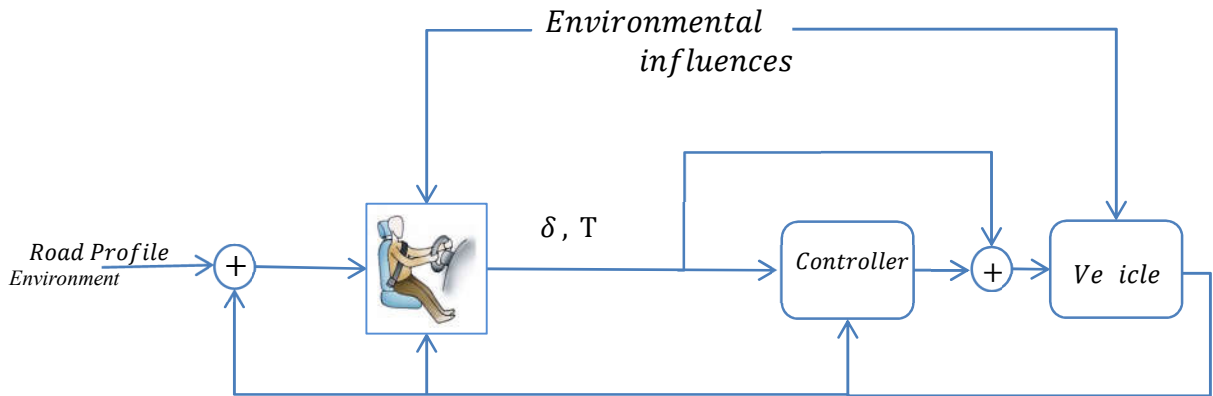 Environmental
influences
δ , T
Road Profile
Environment
+
Controller
+
Ve icle